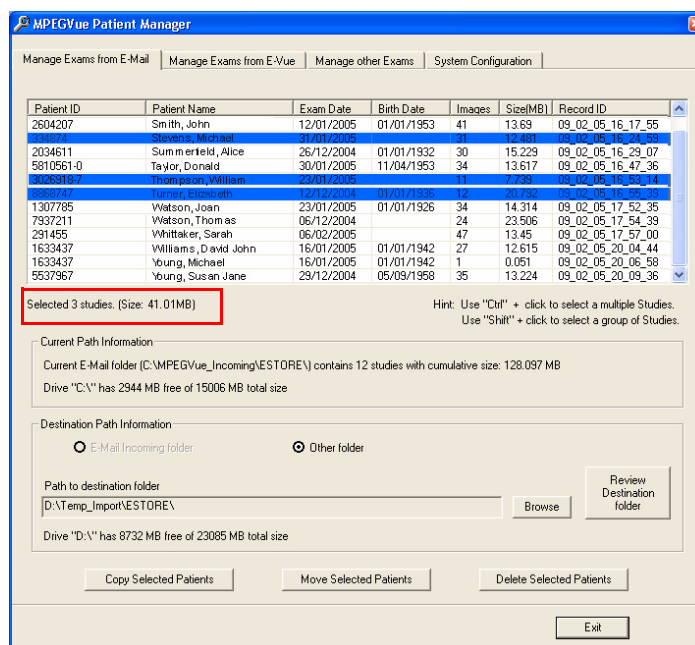 MPEGVue Patient Manager
Manage Exams from E-Mail Manage Exams from E-Vue Manage other Exams System Configuration
Patient ID Patient Name Exam Date Birth Date Images Size(MB) Record ID
2604207 Smith, John 12/01/2005 01/01/1953 41 13.69 09_02_05_16_17_55
334874 Stevens, Michael 31/01/2005 31 12.481 09_02_05_16_24_59
2034611 Summerfield, Alice 26/12/2004 01/01/1932 30 15.229 09_02_05_16_29_07
5810561-0 Taylor, Donald 30/01/2005 11/04/1953 34 13.617 09_02_05_16_47_36
3026918-7 Thompson, William 23/01/2005 11 7.739 09_02_05_16_53_14
8868747 Turner, Elizabeth 12/12/2004 01/01/1936 12 20.792 09_02_05_16_55_39
1307785 Watson, Joan 23/01/2005 01/01/1926 34 14.314 09_02_05_17_52_35
7937211 Watson, Thomas 06/12/2004 24 23.506 09_02_05_17_54_39
291455 Whittaker, Sarah 06/02/2005 47 13.45 09_02_05_17_57_00
1633437 Williams, David John 16/01/2005 01/01/1942 27 12.615 09_02_05_20_04_44
1633437 Young, Michael 16/01/2005 01/01/1942 1 0.051 09_02_05_20_06_58
5537967 Young, Susan Jane 29/12/2004 05/09/1958 35 13.224 09_02_05_20_09_36
Selected 3 studies. (Size: 41.01MB)
Hint: Use "Ctrl" + click to select a multiple Studies.
Use "Shift" + click to select a group of Studies.
Current Path Information
Current E-Mail folder (C:\MPEGVue_Incoming\ESTORE\) contains 12 studies with cumulative size: 128.097 MB
Drive "C:\" has 2944 MB free of 15006 MB total size
Destination Path Information
E-Mail Incoming folder Other folder
Path to destination folder
D:\Temp_Import\ESTORE\
Browse
Review
Destination
folder
Drive "D:\" has 8732 MB free of 23085 MB total size
Copy Selected Patients Move Selected Patients Delete Selected Patients
Exit